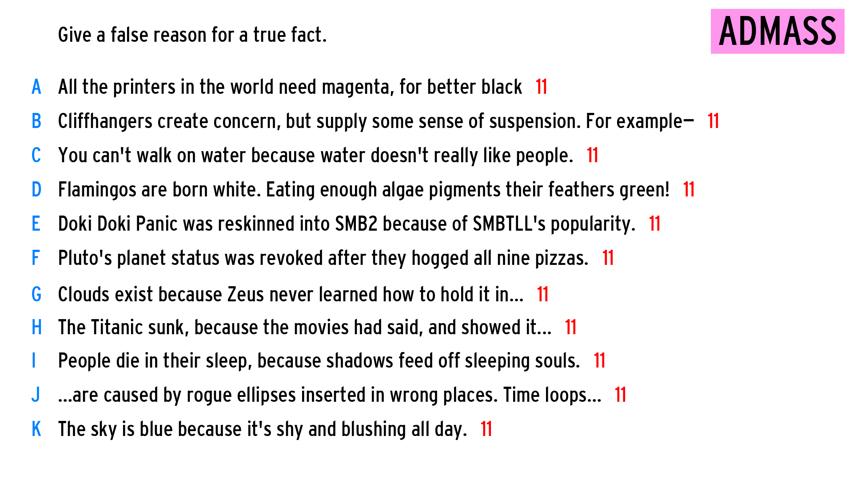 Give a false reason for a true fact.
ADMASS
A All the printers in the world need magenta, for better black 11
B Cliffhangers create concern, but supply some sense of suspension. For example— 11
C You can't walk on water because water doesn't really like people. 11
D Flamingos are born white. Eating enough algae pigments their feathers green! 11
E Doki Doki Panic was reskinned into SMB2 because of SMBTLL's popularity. 11
F Pluto's planet status was revoked after they hogged all nine pizzas. 11
G Clouds exist because Zeus never learned how to hold it in... 11
H The Titanic sunk, because the movies had said, and showed it... 11
I People die in their sleep, because shadows feed off sleeping souls. 11
J ...are caused by rogue ellipses inserted in wrong places. Time loops... 11
K The sky is blue because it's shy and blushing all day. 11